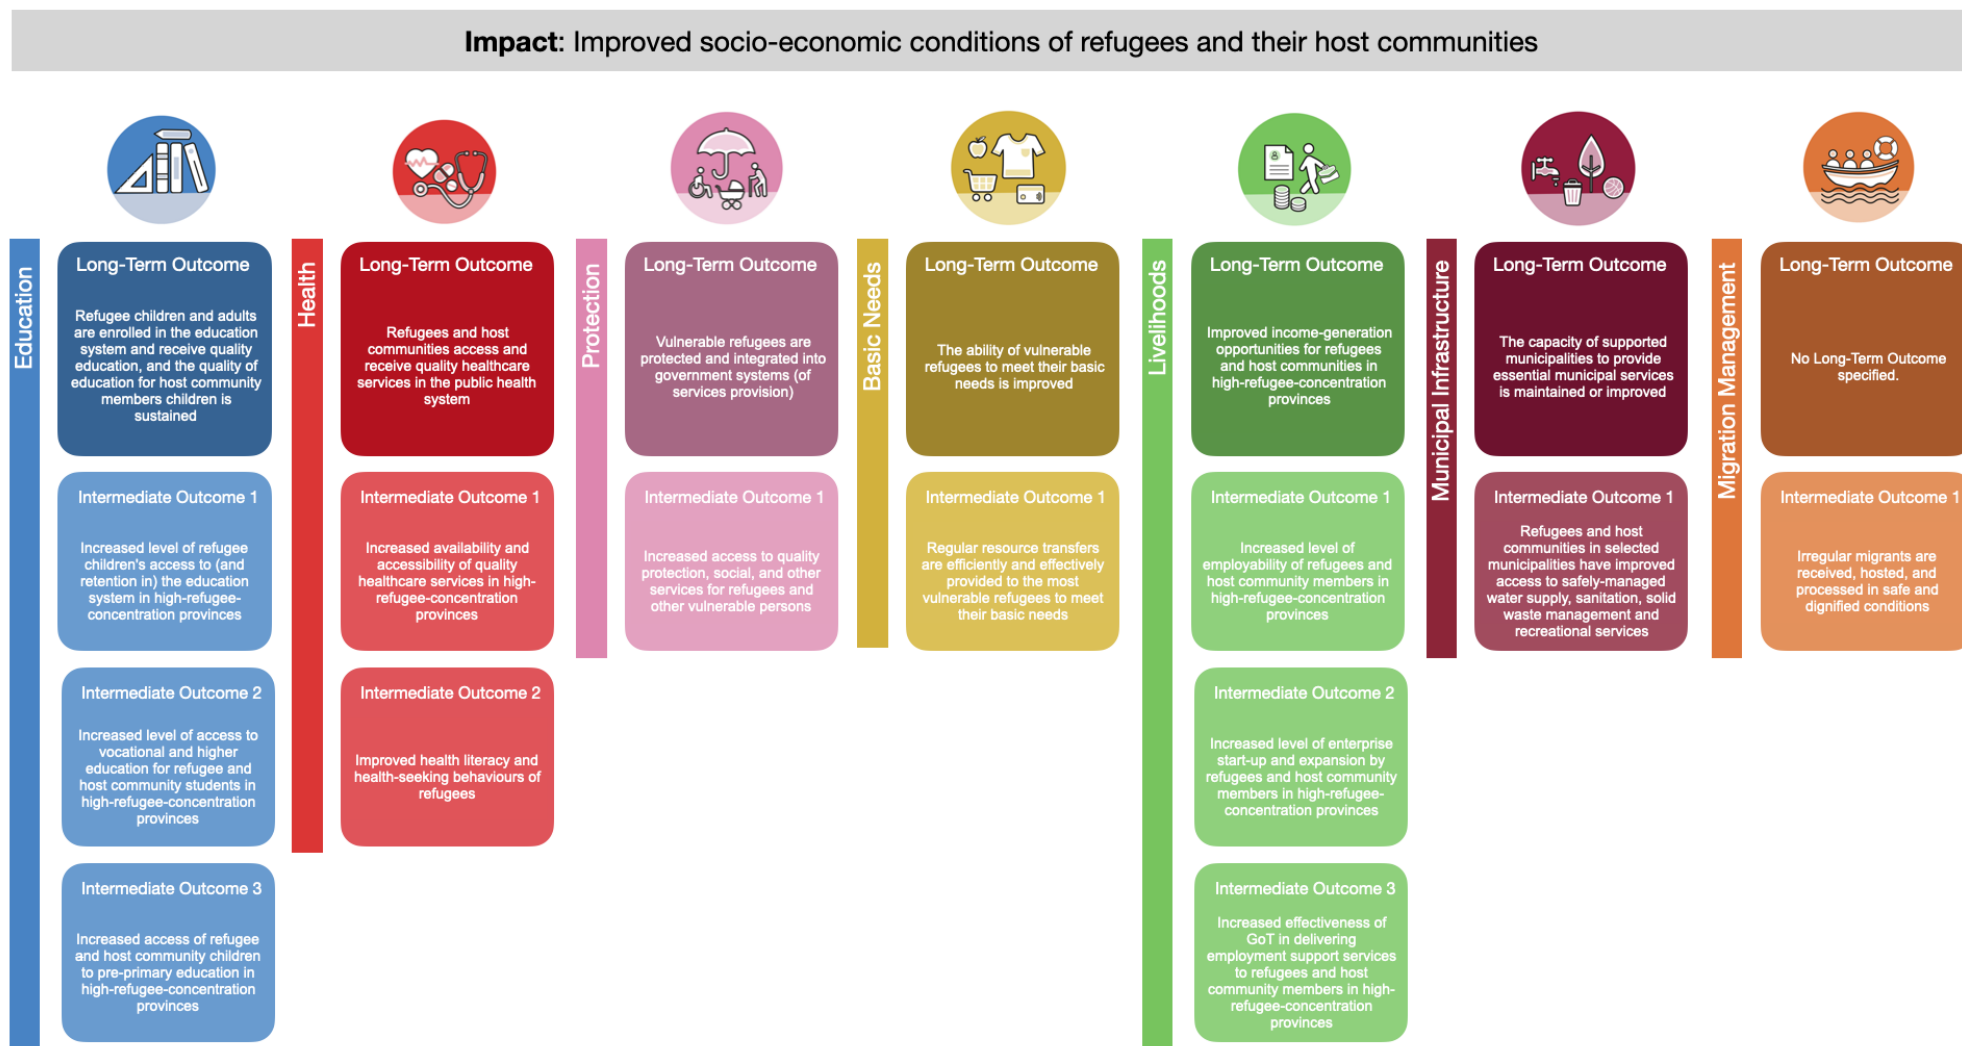 Impact: Improved socio-economic conditions of refugees and their host communities
Education
Long-Term Outcome
Refugee children and adults
are enrolled in the education
system and receive quality
education, and the quality of
education for host community
members children is
sustained
Intermediate Outcome 1
Increased level of refugee
children's access to (and
retention in) the education
system in high-refugee-
concentration provinces
Intermediate Outcome 2
Increased level of access to
vocational and higher
education for refugee and
host community students in
high-refugee-concentration
provinces
Intermediate Outcome 3
Increased access of refugee
and host community children
to pre-primary education in
high-refugee-concentration
provinces
Health
Long-Term Outcome
Refugees and host
communities access and
receive quality healthcare
services in the public health
system
Intermediate Outcome 1
Increased availability and
accessibility of quality
healthcare services in high-
refugee-concentration
provinces
Intermediate Outcome 2
Improved health literacy and
health-seeking behaviours of
refugees
Protection
Long-Term Outcome
Vulnerable refugees are
protected and integrated into
government systems (of
services provision)
Intermediate Outcome 1
Increased access to quality
protection, social, and other
services for refugees and
other vulnerable persons
Basic Needs
Long-Term Outcome
The ability of vulnerable
refugees to meet their basic
needs is improved
Intermediate Outcome 1
Regular resource transfers
are efficiently and effectively
provided to the most
vulnerable refugees to meet
their basic needs
Livelihoods
Long-Term Outcome
Improved income-generation
opportunities for refugees
and host communities in
high-refugee-concentration
provinces
Intermediate Outcome 1
Increased level of
employability of refugees and
host community members in
high-refugee-concentration
provinces
Intermediate Outcome 2
Increased level of enterprise
start-up and expansion by
refugees and host community
members in high-refugee-
concentration provinces
Intermediate Outcome 3
Increased effectiveness of
GoT in delivering
employment support services
to refugees and host
community members in high-
refugee-concentration
provinces
Municipal Infrastructure
Long-Term Outcome
The capacity of supported
municipalities to provide
essential municipal services
is maintained or improved
Intermediate Outcome 1
Refugees and host
communities in selected
municipalities have improved
access to safely-managed
water supply, sanitation, solid
waste management and
recreational services
Migration Management
Long-Term Outcome
No Long-Term Outcome
specified.
Intermediate Outcome 1
Irregular migrants are
received, hosted, and
processed in safe and
dignified conditions